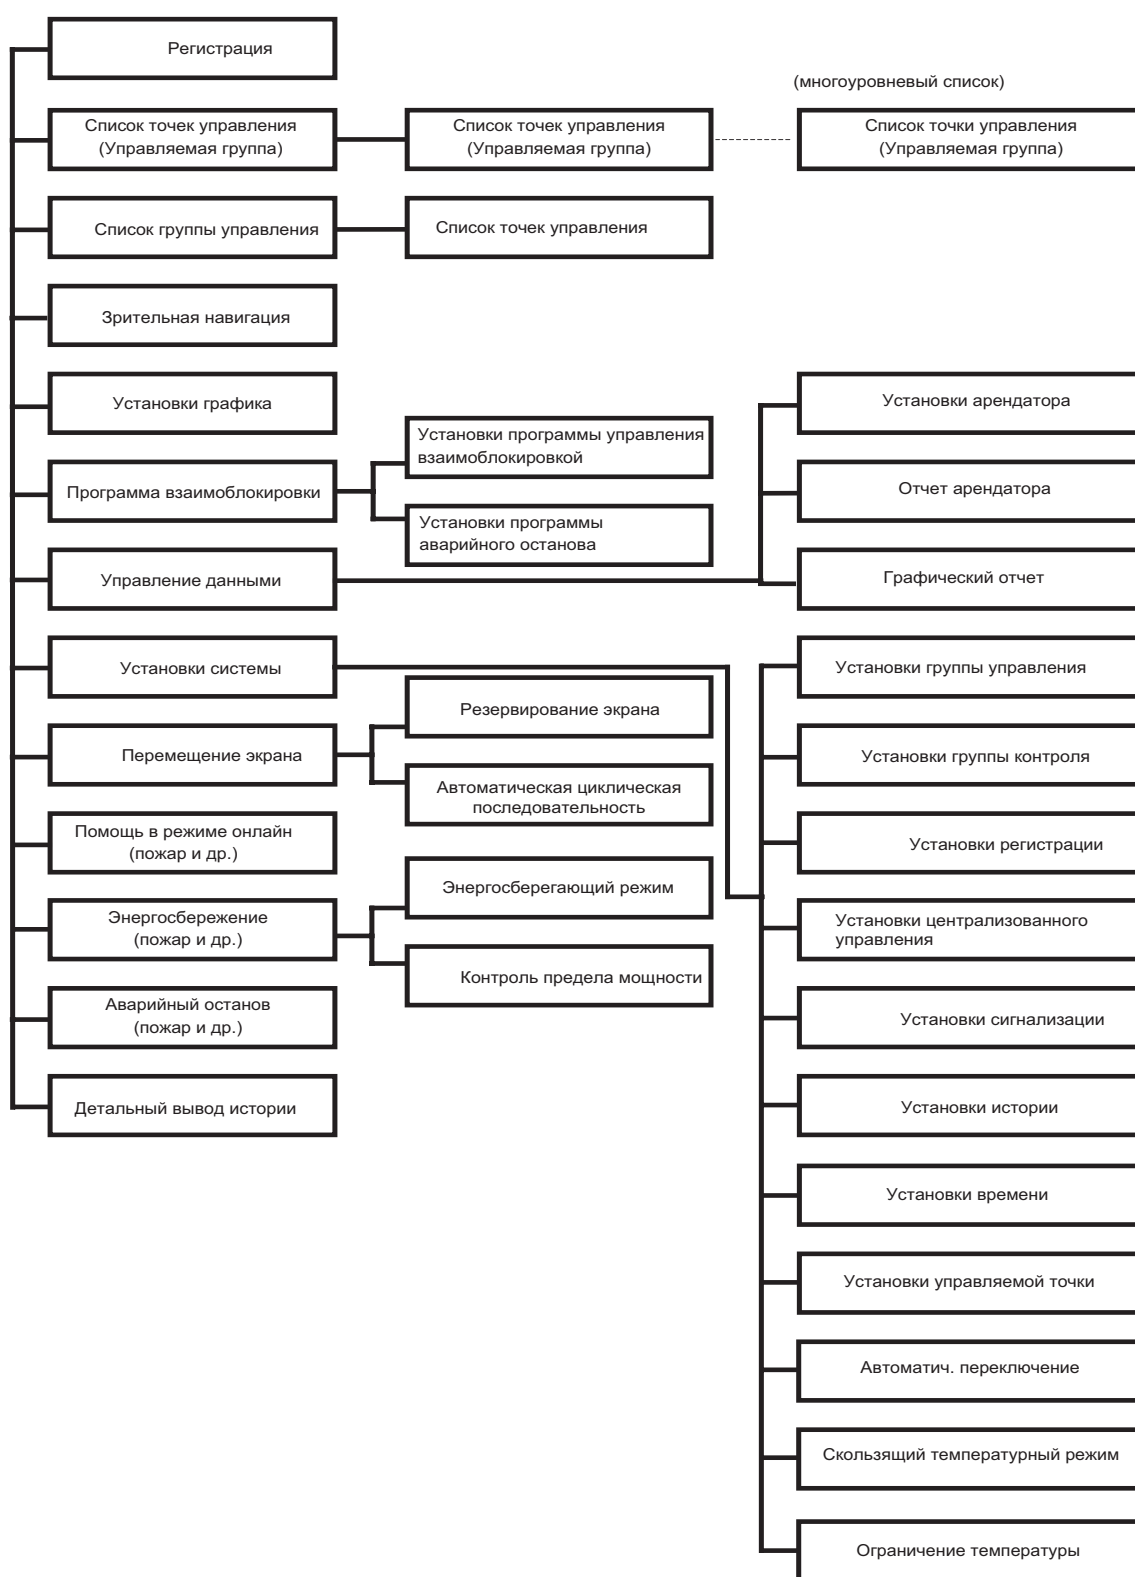 Регистрация
(многоуровневый список)
Список точек управления
(Управляемая группа)
Список точек управления
(Управляемая группа)
Список точки управления
(Управляемая группа)
Список группы управления
Список точек управления
Зрительная навигация
Установки графика
Программа взаимоблокировки
Установки программы управления
взаимоблокировкой
Установки программы
аварийного останова
Управление данными
Установки арендатора
Отчет арендатора
Графический отчет
Установки системы
Перемещение экрана
Резервирование экрана
Автоматическая циклическая
последовательность
Помощь в режиме онлайн
(пожар и др.)
Энергосбережение
(пожар и др.)
Энергосберегающий режим
Контроль предела мощности
Аварийный останов
(пожар и др.)
Детальный вывод истории
Установки группы управления
Установки группы контроля
Установки регистрации
Установки централизованного
управления
Установки сигнализации
Установки истории
Установки времени
Установки управляемой точки
Автоматич. переключение
Скользящий температурный режим
Ограничение температуры